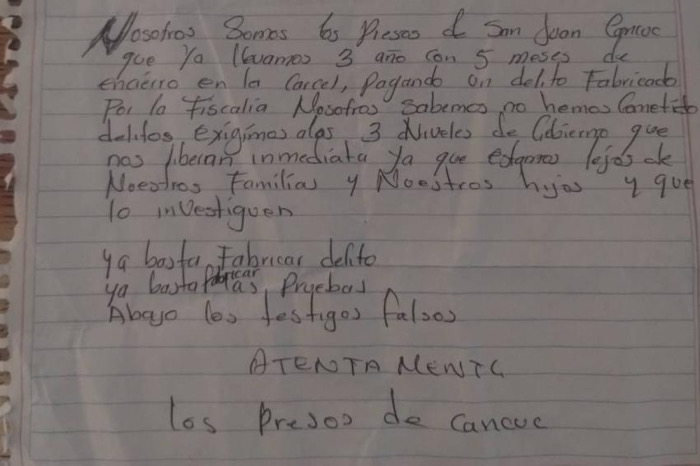 Nosotros Somos los Presos de San Juan Cancuc
que Ya llevamos 3 año con 5 meses de
encierro en la Carcel, Pagando un delito Fabricado
Por la Fiscalia Nosotros Sabemos no hemos Cometido
delitos Exigimos alos 3 Niveles de Gobierno que
nos liberan inmediata Ya que estamos lejos de
Nuestros Familias y Nuestros hijos y que
lo investiguen
ya basta Fabricar delito
ya basta fabricar las Pruebas
Abajo los testigos falsos
ATENTAMENTE
los Presos de Cancuc